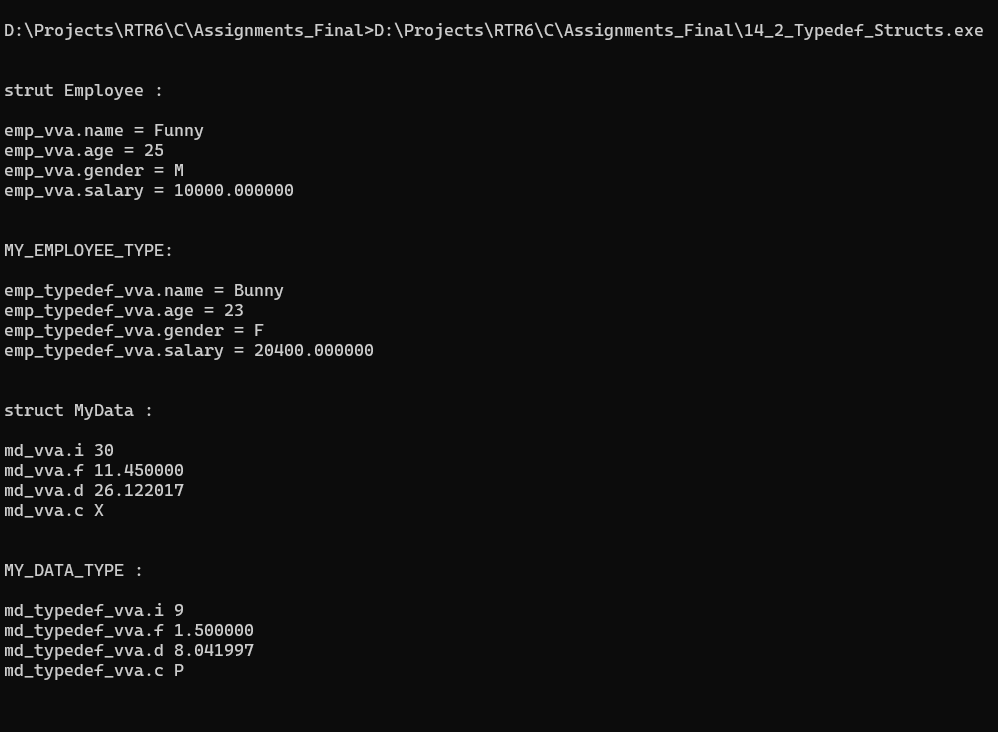 D:\Projects\RTR6\C\Assignments_Final>D:\Projects\RTR6\C\Assignments_Final\14_2_Typedef_Structs.exe
strut Employee :
emp_vva.name = Funny
emp_vva.age = 25
emp_vva.gender = M
emp_vva.salary = 10000.000000
MY_EMPLOYEE_TYPE:
emp_typedef_vva.name = Bunny
emp_typedef_vva.age = 23
emp_typedef_vva.gender = F
emp_typedef_vva.salary = 20400.000000
struct MyData :
md_vva.i 30
md_vva.f 11.450000
md_vva.d 26.122017
md_vva.c X
MY_DATA_TYPE :
md_typedef_vva.i 9
md_typedef_vva.f 1.500000
md_typedef_vva.d 8.041997
md_typedef_vva.c P